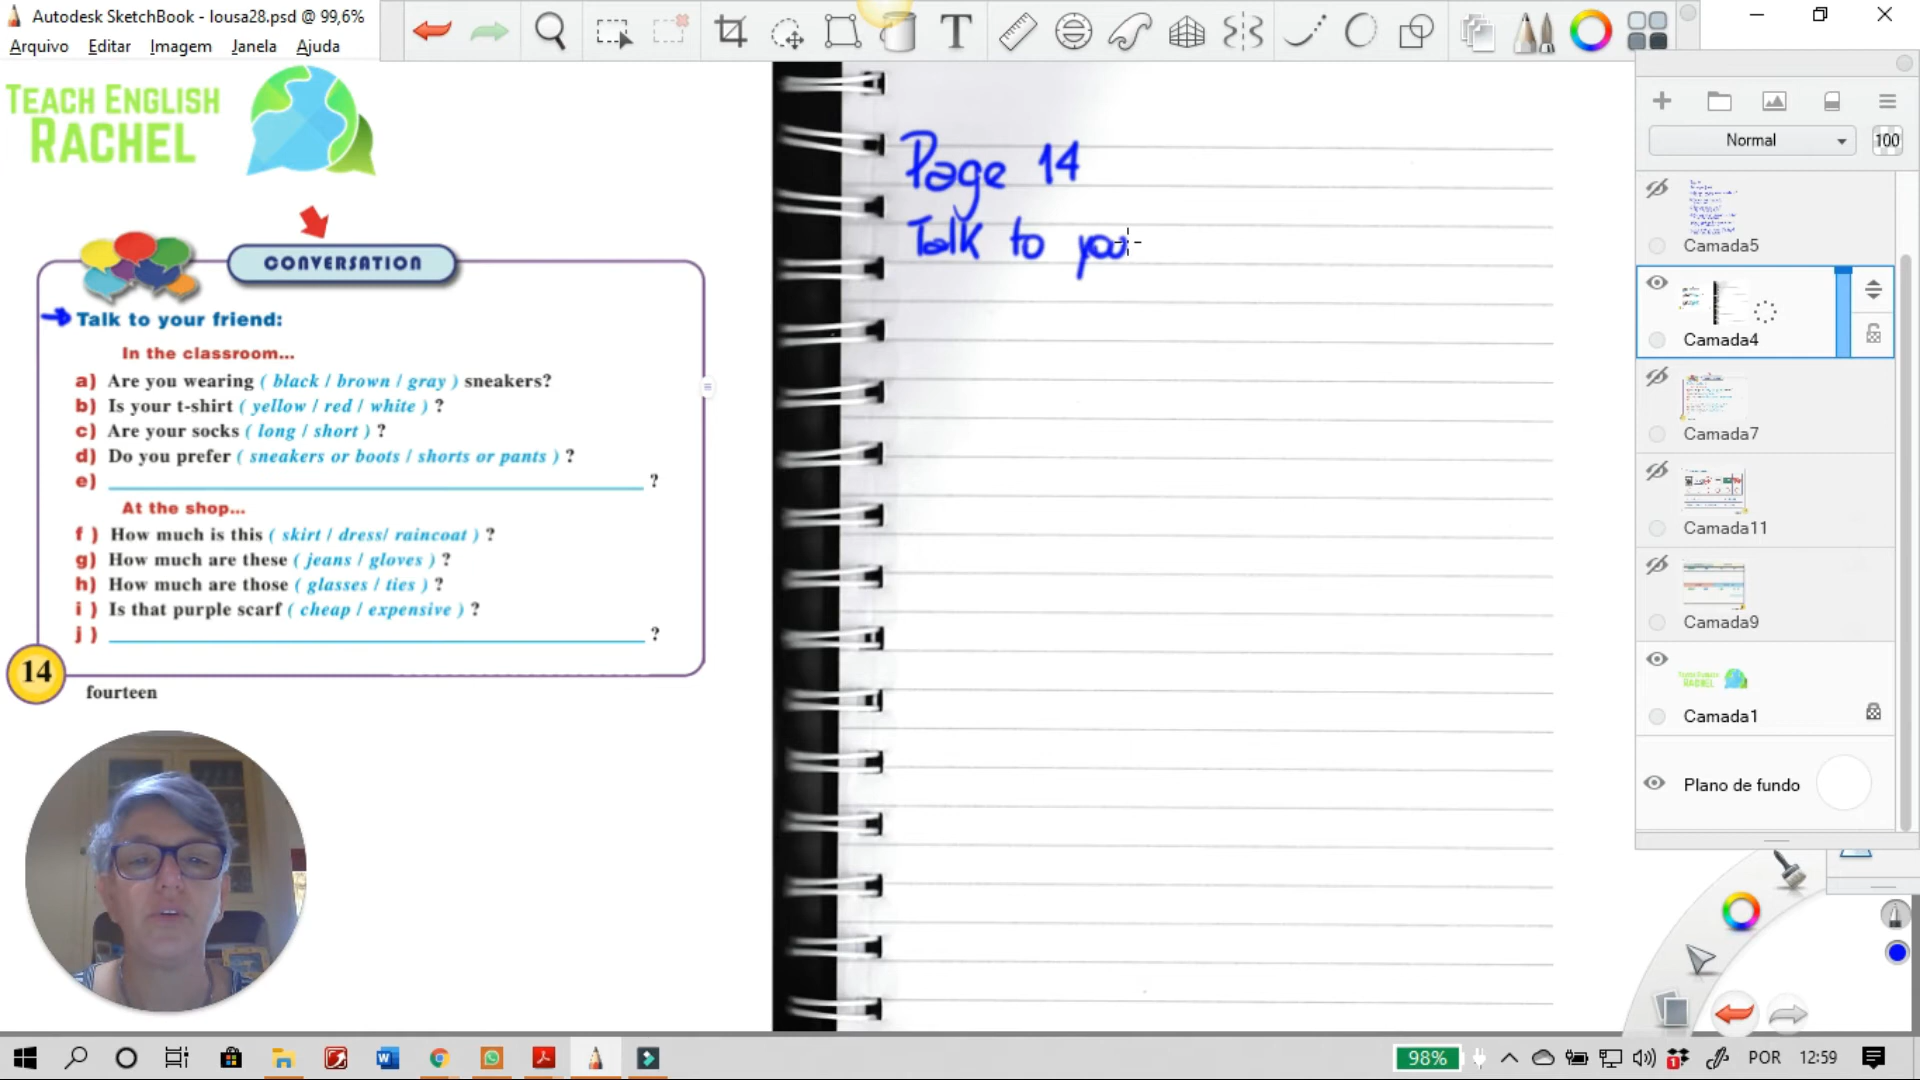 Autodesk SketchBook - lousa28.psd @ 99,6%
Arquivo Editar Imagem Janela Ajuda
TEACH ENGLISH
RACHEL
CONVERSATION
Talk to your friend:
In the classroom...
a) Are you wearing ( black / brown / gray ) sneakers?
b) Is your t-shirt ( yellow / red / white ) ?
c) Are your socks ( long / short ) ?
d) Do you prefer ( sneakers or boots / shorts or pants ) ?
e) ?
At the shop...
f ) How much is this ( skirt / dress/ raincoat ) ?
g) How much are these ( jeans / gloves ) ?
h) How much are those ( glasses / ties ) ?
i ) Is that purple scarf ( cheap / expensive ) ?
j ) ?
14
fourteen
Page 14
Talk to you
Normal 100
Camada5
Camada4
Camada7
Camada11
Camada9
TEACH ENGLISH
RACHEL
Camada1
Plano de fundo
98% POR 12:59